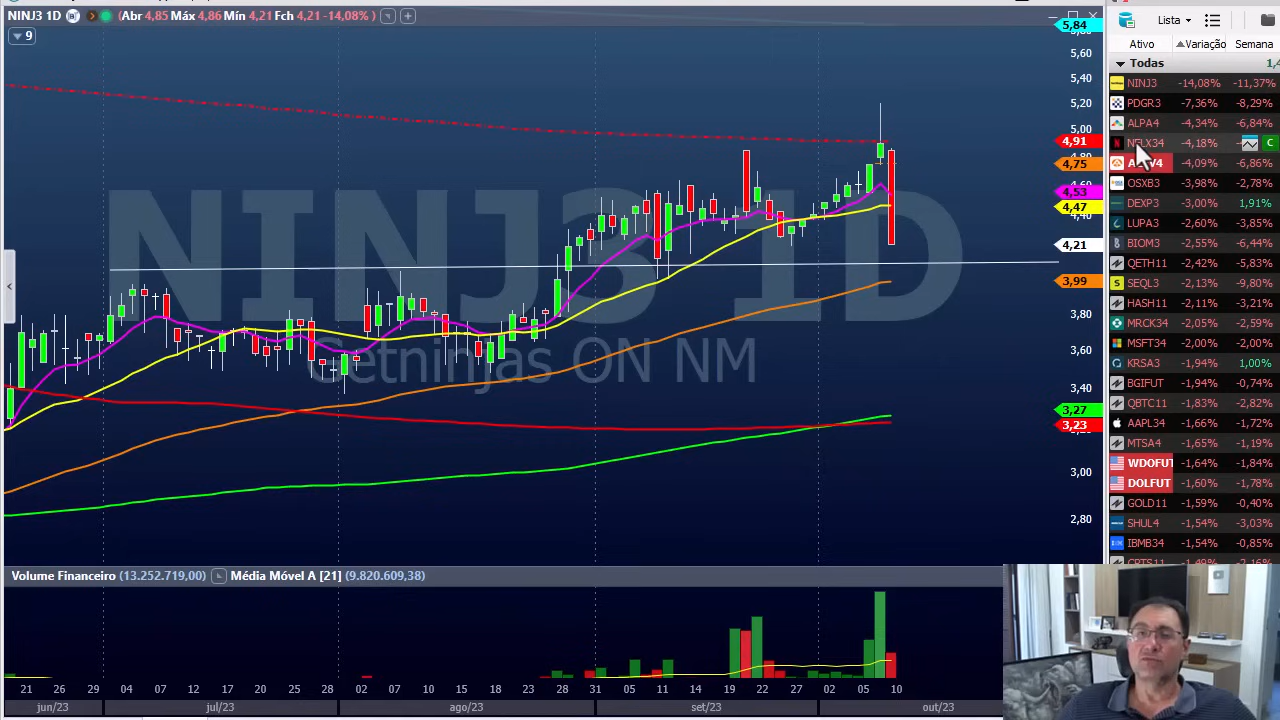 NINJ3 1D (Abr 4,85 Máx 4,86 Mín 4,21 Fch 4,21 -14,08%)
9
NINJ3 1D
Getninjas ON NM
5,84
5,60
5,40
5,20
5,00
4,91
4,75
4,53
4,47
4,40
4,21
3,99
3,80
3,60
3,40
3,27
3,23
3,00
2,80
Volume Financeiro (13.252.719,00) Média Móvel A [21] (9.820.609,38)
21 26 29 04 07 12 17 20 25 28 02 07 10 15 18 23 28 31 05 11 14 19 22 27 02 05 10
jun/23 jul/23 ago/23 set/23 out/23
Lista
Ativo Variação Semana
Todas
NINJ3 -14,08% -11,37%
PDGR3 -7,36% -8,29%
ALPA4 -4,34% -6,84%
NFLX34 -4,18% C
-4,09% -6,86%
OSXB3 -3,98% -2,78%
DEXP3 -3,00% 1,91%
LUPA3 -2,60% -3,85%
BIOM3 -2,55% -6,44%
QETH11 -2,42% -5,83%
SEQL3 -2,13% -9,80%
HASH11 -2,11% -3,21%
MRCK34 -2,05% -2,59%
MSFT34 -2,00% -2,00%
KRSA3 -1,94% 1,00%
BGIFUT -1,94% -0,74%
QBTC11 -1,83% -2,82%
AAPL34 -1,66% -1,72%
MTSA4 -1,65% -1,19%
WDOFUT -1,64% -1,84%
DOLFUT -1,60% -1,78%
GOLD11 -1,59% -0,40%
SHUL4 -1,54% -3,03%
IBMB34 -1,54% -0,85%